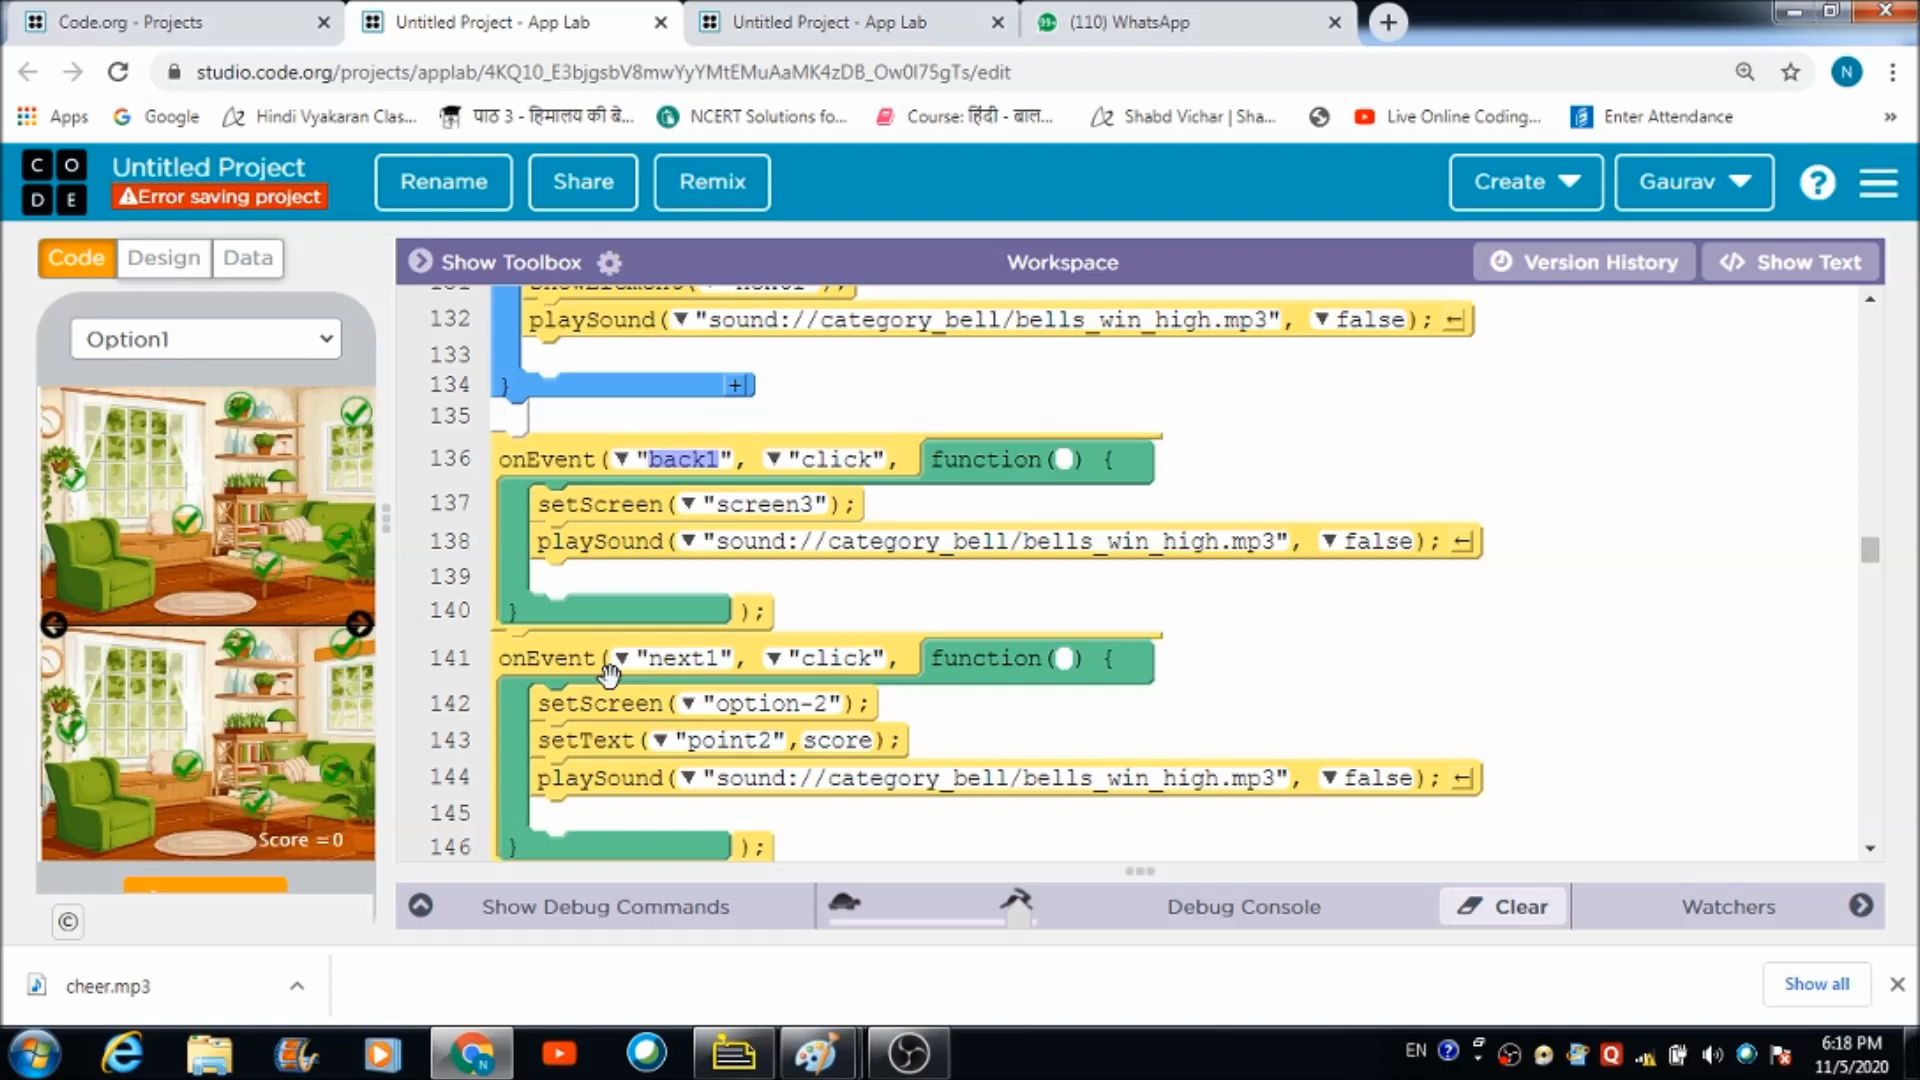 Code.org - Projects
Untitled Project - App Lab
Untitled Project - App Lab
(110) WhatsApp
studio.code.org/projects/applab/4KQ10_E3bjgsbV8mwYyYMtEMuAaMK4zDB_Ow0I75gTs/edit
N
Apps
Google
Hindi Vyakaran Clas...
पाठ 3 - हिमालय की बे...
NCERT Solutions fo...
Course: हिंदी - बाल...
Shabd Vichar | Sha...
Live Online Coding...
Enter Attendance
»
C O
D E
Untitled Project
Error saving project
Rename
Share
Remix
Create
Gaurav
?
Code
Design
Data
Show Toolbox
Workspace
Version History
</> Show Text
Option1
Score =0
132 playSound("sound://category_bell/bells_win_high.mp3", false);
133
134 }
135
136 onEvent("back1", "click", function() {
137 setScreen("screen3");
138 playSound("sound://category_bell/bells_win_high.mp3", false);
139
140 } );
141 onEvent("next1", "click", function() {
142 setScreen("option-2");
143 setText("point2",score);
144 playSound("sound://category_bell/bells_win_high.mp3", false);
145
146 } );
©
Show Debug Commands
Debug Console
Clear
Watchers
cheer.mp3
Show all
EN
6:18 PM
11/5/2020